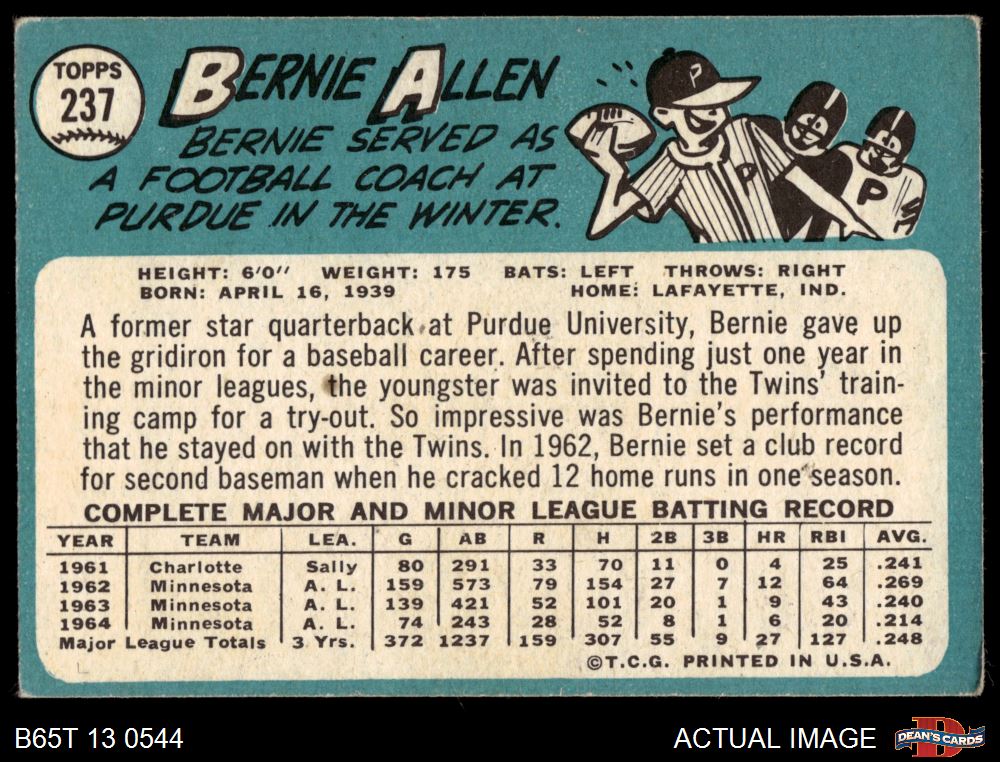 TOPPS
237
BERNIE ALLEN
BERNIE SERVED AS
A FOOTBALL COACH AT
PURDUE IN THE WINTER.
P
P
P
HEIGHT: 6'0" WEIGHT: 175 BATS: LEFT THROWS: RIGHT
BORN: APRIL 16, 1939 HOME: LAFAYETTE, IND.
A former star quarterback at Purdue University, Bernie gave up
the gridiron for a baseball career. After spending just one year in
the minor leagues, the youngster was invited to the Twins' train-
ing camp for a try-out. So impressive was Bernie's performance
that he stayed on with the Twins. In 1962, Bernie set a club record
for second baseman when he cracked 12 home runs in one season.
COMPLETE MAJOR AND MINOR LEAGUE BATTING RECORD
YEAR TEAM LEA. G AB R H 2B 3B HR RBI AVG.
1961 Charlotte Sally 80 291 33 70 11 0 4 25 .241
1962 Minnesota A. L. 159 573 79 154 27 7 12 64 .269
1963 Minnesota A. L. 139 421 52 101 20 1 9 43 .240
1964 Minnesota A. L. 74 243 28 52 8 1 6 20 .214
Major League Totals 3 Yrs. 372 1237 159 307 55 9 27 127 .248
©T.C.G. PRINTED IN U.S.A.
B65T 13 0544 ACTUAL IMAGE DEAN'S CARDS